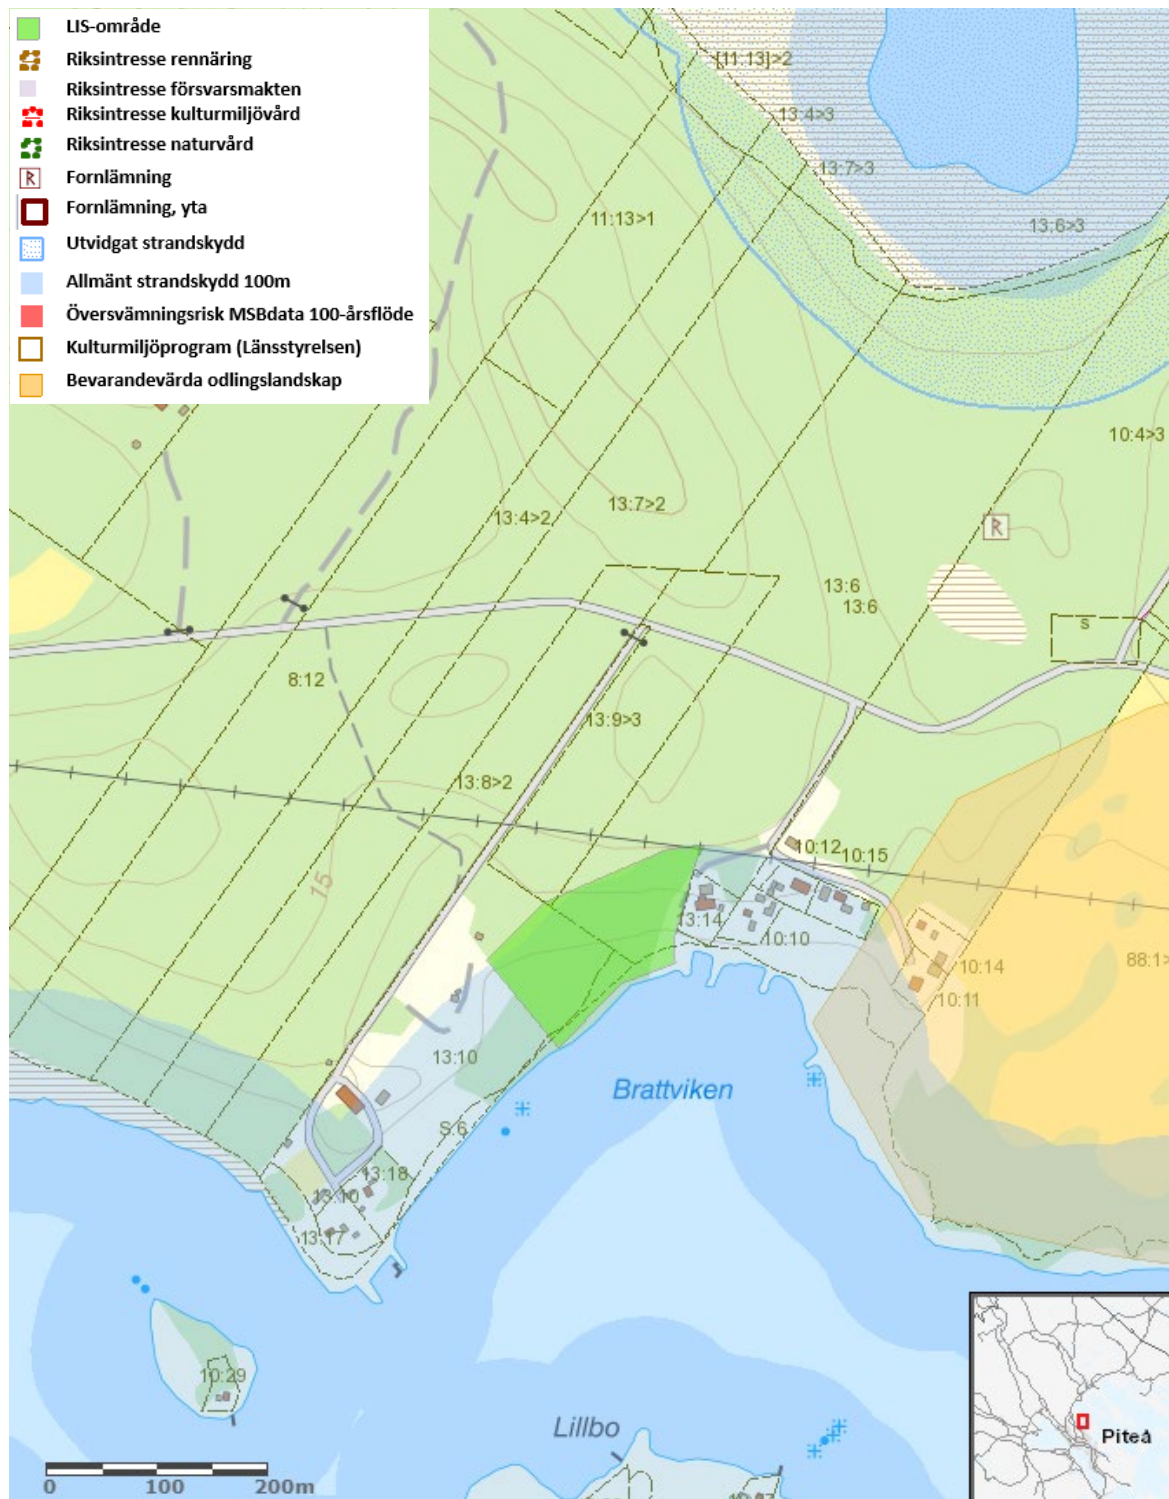 LIS-område
Riksintresse rennäring
Riksintresse försvarsmakten
Riksintresse kulturmiljövård
Riksintresse naturvård
R Fornlämning
Fornlämning, yta
Utvidgat strandskydd
Allmänt strandskydd 100m
Översvämningsrisk MSBdata 100-årsflöde
Kulturmiljöprogram (Länsstyrelsen)
Bevarandevärda odlingslandskap
[11:13]>2
13:4>3
13:7>3
11:13>1
13:6>3
10:4>3
13:7>2
13:4>2
R
13:6
13:6
s
8:12
13:9>3
13:8>2
10:12
10:15
15
13:14
10:10
10:14
88:1>
10:11
13:10
Brattviken
S:6
13:18
13:10
13:17
10:29
Lillbo
Piteå
0 100 200m